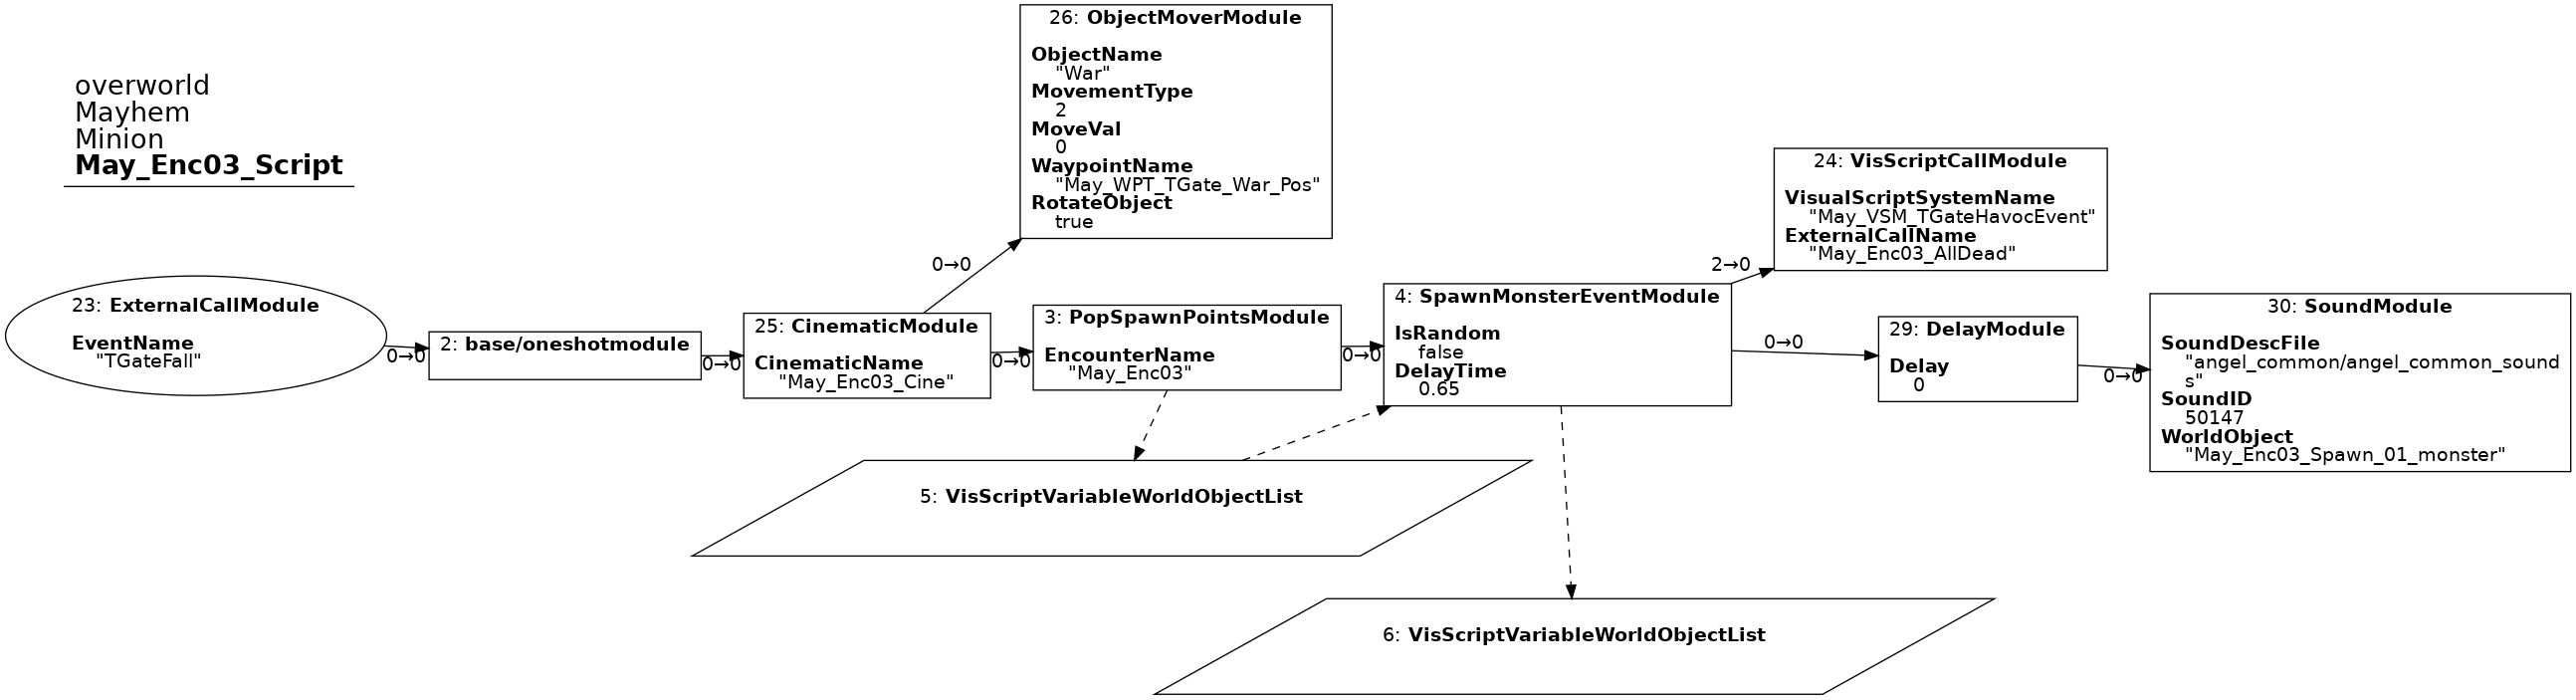 overworld
Mayhem
Minion
May_Enc03_Script
23: ExternalCallModule
EventName
"TGateFall"
0→0
2: base/oneshotmodule
0→0
25: CinematicModule
CinematicName
"May_Enc03_Cine"
0→0
26: ObjectMoverModule
ObjectName
"War"
MovementType
2
MoveVal
0
WaypointName
"May_WPT_TGate_War_Pos"
RotateObject
true
0→0
3: PopSpawnPointsModule
EncounterName
"May_Enc03"
0→0
4: SpawnMonsterEventModule
IsRandom
false
DelayTime
0.65
2→0
24: VisScriptCallModule
VisualScriptSystemName
"May_VSM_TGateHavocEvent"
ExternalCallName
"May_Enc03_AllDead"
0→0
29: DelayModule
Delay
0
0→0
30: SoundModule
SoundDescFile
"angel_common/angel_common_sound
s"
SoundID
50147
WorldObject
"May_Enc03_Spawn_01_monster"
5: VisScriptVariableWorldObjectList
6: VisScriptVariableWorldObjectList